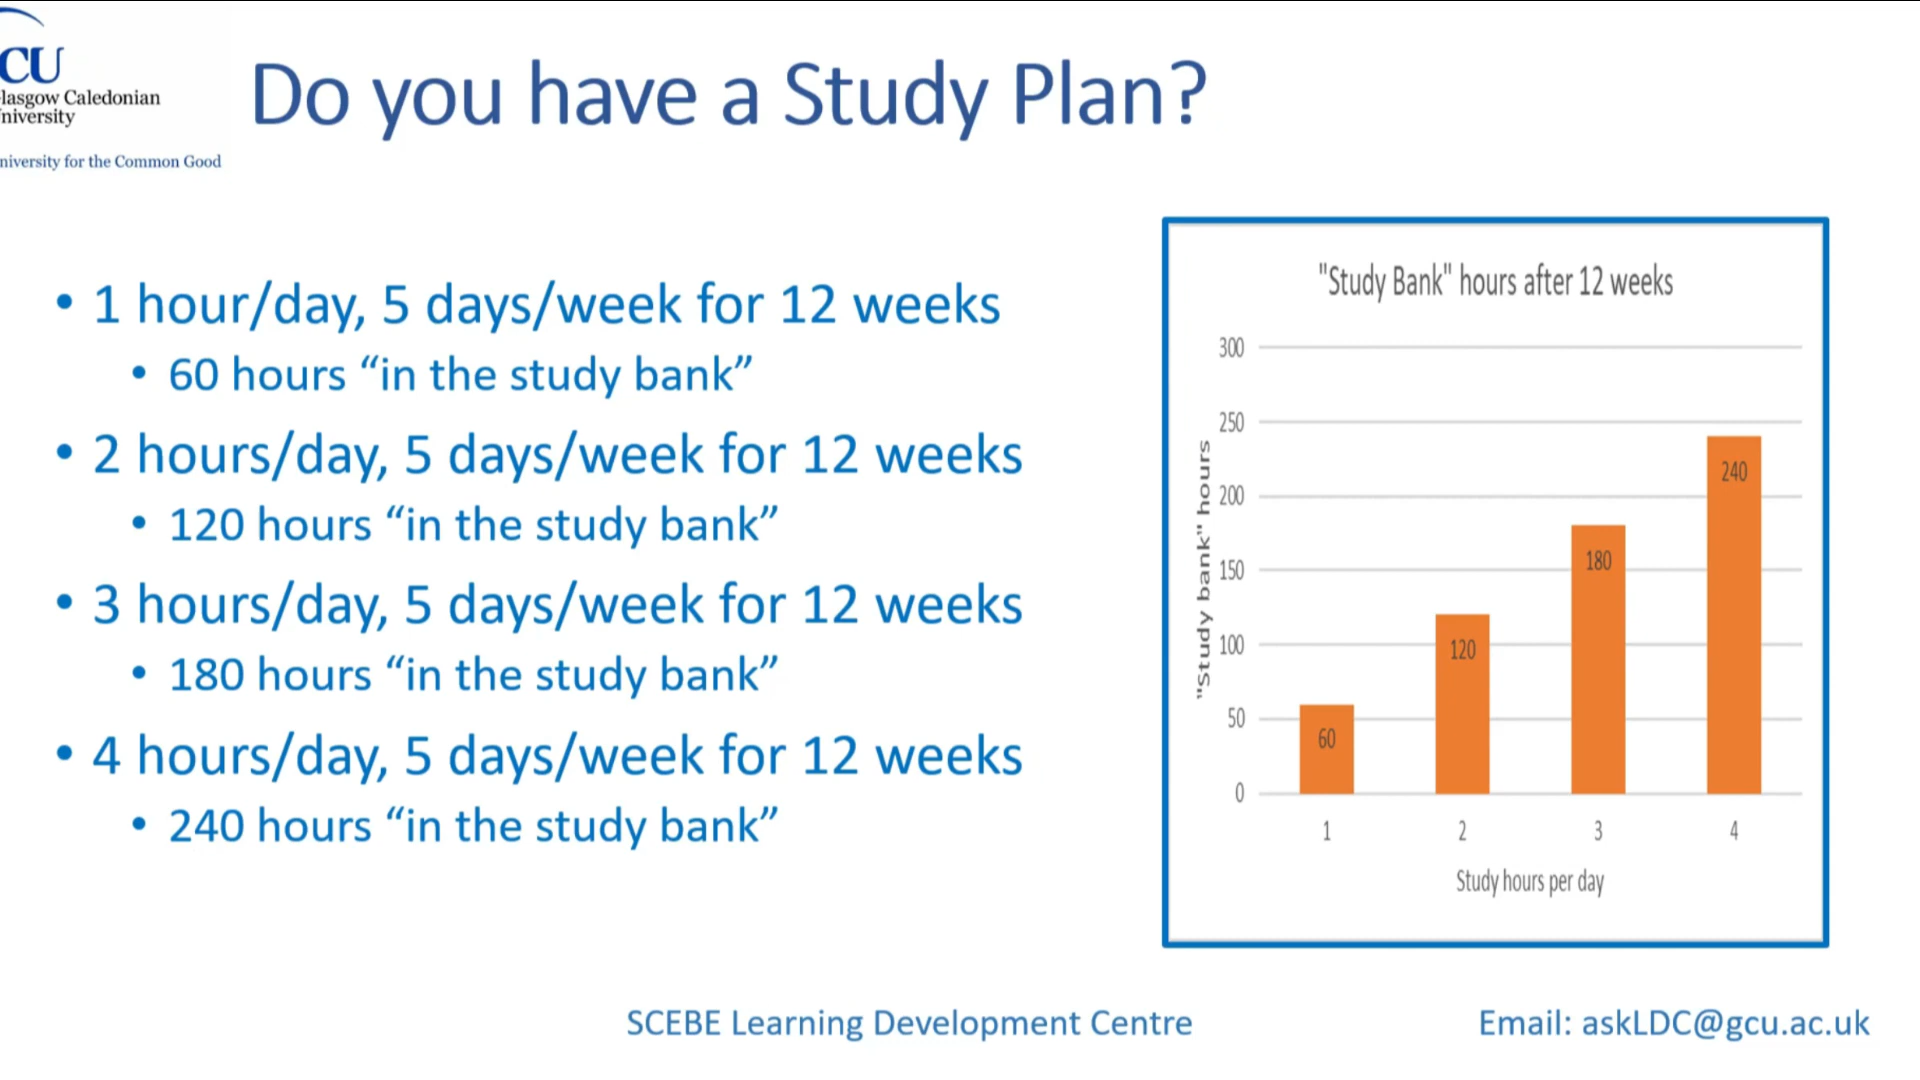 CU
lasgow Caledonian
niversity
niversity for the Common Good
Do you have a Study Plan?
• 1 hour/day, 5 days/week for 12 weeks
• 60 hours “in the study bank”
• 2 hours/day, 5 days/week for 12 weeks
• 120 hours “in the study bank”
• 3 hours/day, 5 days/week for 12 weeks
• 180 hours “in the study bank”
• 4 hours/day, 5 days/week for 12 weeks
• 240 hours “in the study bank”
"Study Bank" hours after 12 weeks
"Study bank" hours
300
250
200
150
100
50
0
60
120
180
240
1 2 3 4
Study hours per day
SCEBE Learning Development Centre
Email: askLDC@gcu.ac.uk